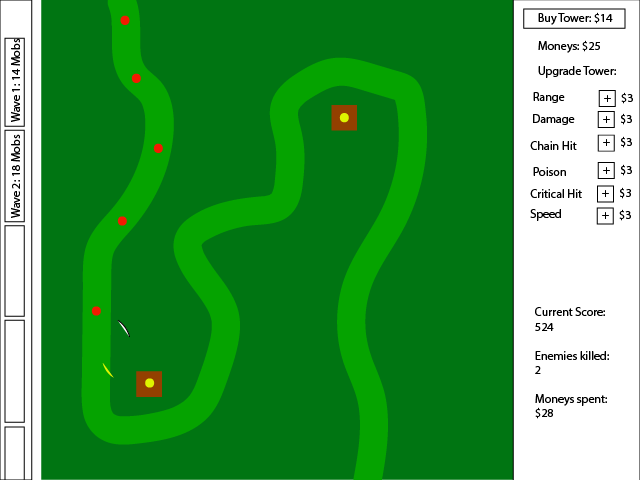 Wave 1: 14 Mobs
Wave 2: 18 Mobs
Buy Tower: $14
Moneys: $25
Upgrade Tower:
Range + $3
Damage + $3
Chain Hit + $3
Poison + $3
Critical Hit + $3
Speed + $3
Current Score:
524
Enemies killed:
2
Moneys spent:
$28